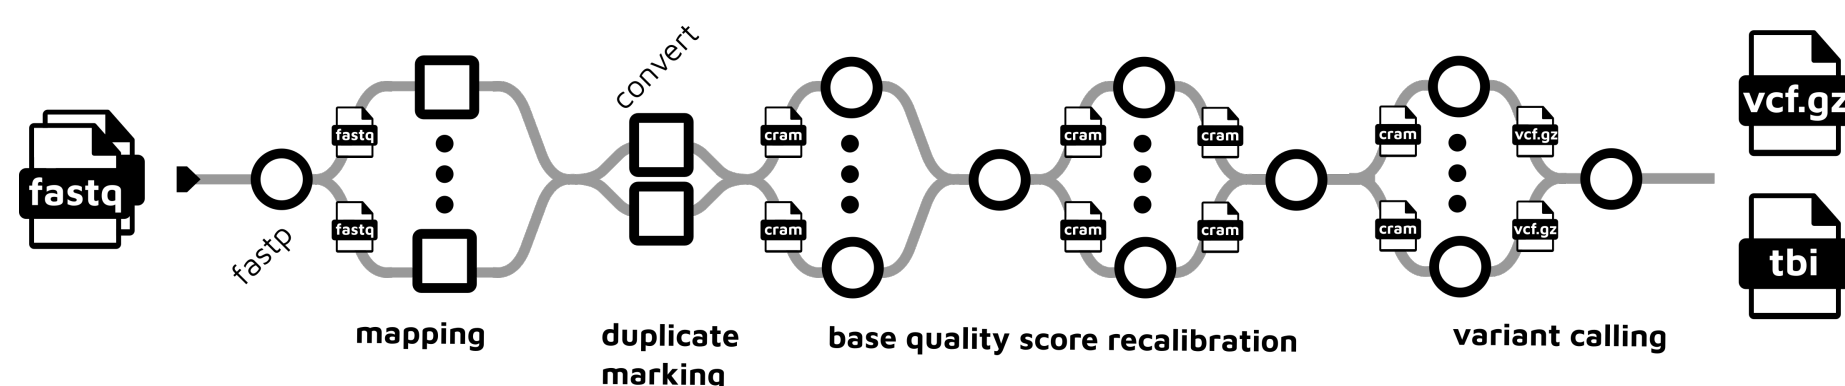 convert
fastq
fastp
fastq
fastq
cram
cram
cram
cram
cram
cram
cram
cram
vcf.gz
vcf.gz
vcf.gz
tbi
mapping
duplicate
marking
base quality score recalibration
variant calling